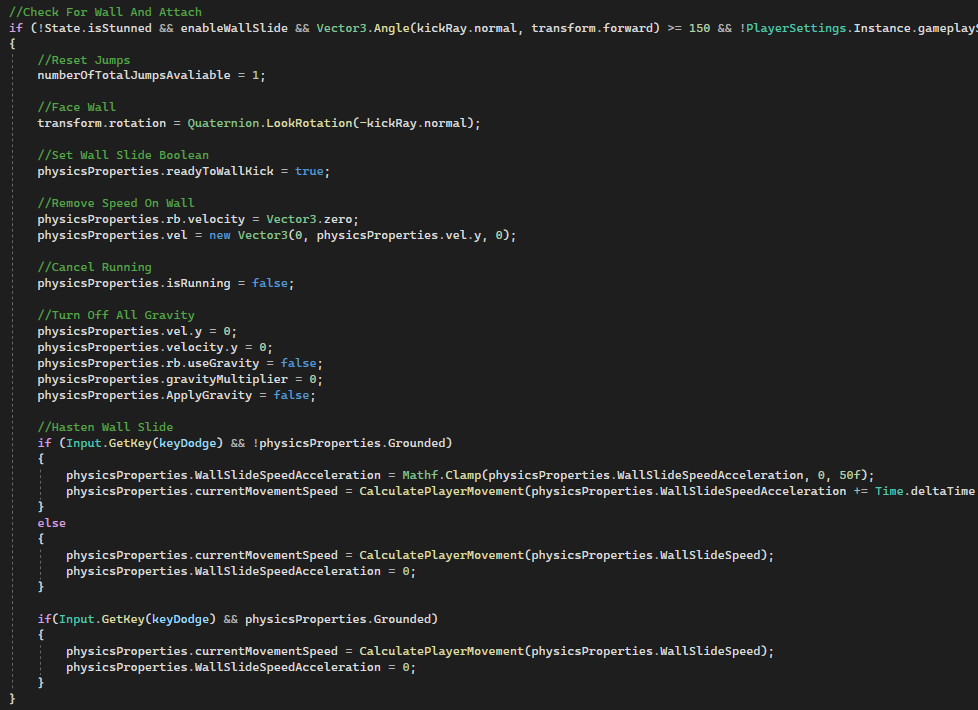 //Check For Wall And Attach
if (!State.isStunned && enableWallSlide && Vector3.Angle(kickRay.normal, transform.forward) >= 150 && !PlayerSettings.Instance.gameplayS
{
//Reset Jumps
numberOfTotalJumpsAvaliable = 1;
//Face Wall
transform.rotation = Quaternion.LookRotation(-kickRay.normal);
//Set Wall Slide Boolean
physicsProperties.readyToWallKick = true;
//Remove Speed On Wall
physicsProperties.rb.velocity = Vector3.zero;
physicsProperties.vel = new Vector3(0, physicsProperties.vel.y, 0);
//Cancel Running
physicsProperties.isRunning = false;
//Turn Off All Gravity
physicsProperties.vel.y = 0;
physicsProperties.velocity.y = 0;
physicsProperties.rb.useGravity = false;
physicsProperties.gravityMultiplier = 0;
physicsProperties.ApplyGravity = false;
//Hasten Wall Slide
if (Input.GetKey(keyDodge) && !physicsProperties.Grounded)
{
physicsProperties.WallSlideSpeedAcceleration = Mathf.Clamp(physicsProperties.WallSlideSpeedAcceleration, 0, 50f);
physicsProperties.currentMovementSpeed = CalculatePlayerMovement(physicsProperties.WallSlideSpeedAcceleration += Time.deltaTime
}
else
{
physicsProperties.currentMovementSpeed = CalculatePlayerMovement(physicsProperties.WallSlideSpeed);
physicsProperties.WallSlideSpeedAcceleration = 0;
}
if(Input.GetKey(keyDodge) && physicsProperties.Grounded)
{
physicsProperties.currentMovementSpeed = CalculatePlayerMovement(physicsProperties.WallSlideSpeed);
physicsProperties.WallSlideSpeedAcceleration = 0;
}
}